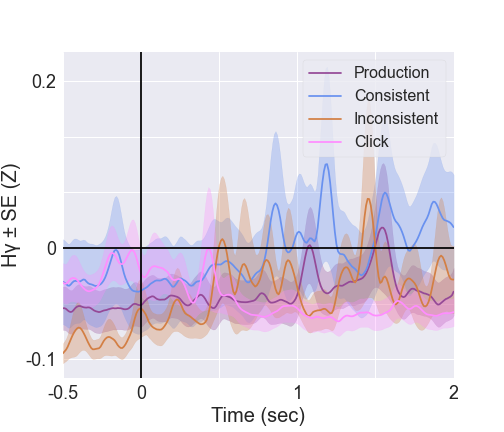 Production
Consistent
Inconsistent
Click
0.2
0
-0.1
Hγ ± SE (Z)
-0.5 0 1 2
Time (sec)